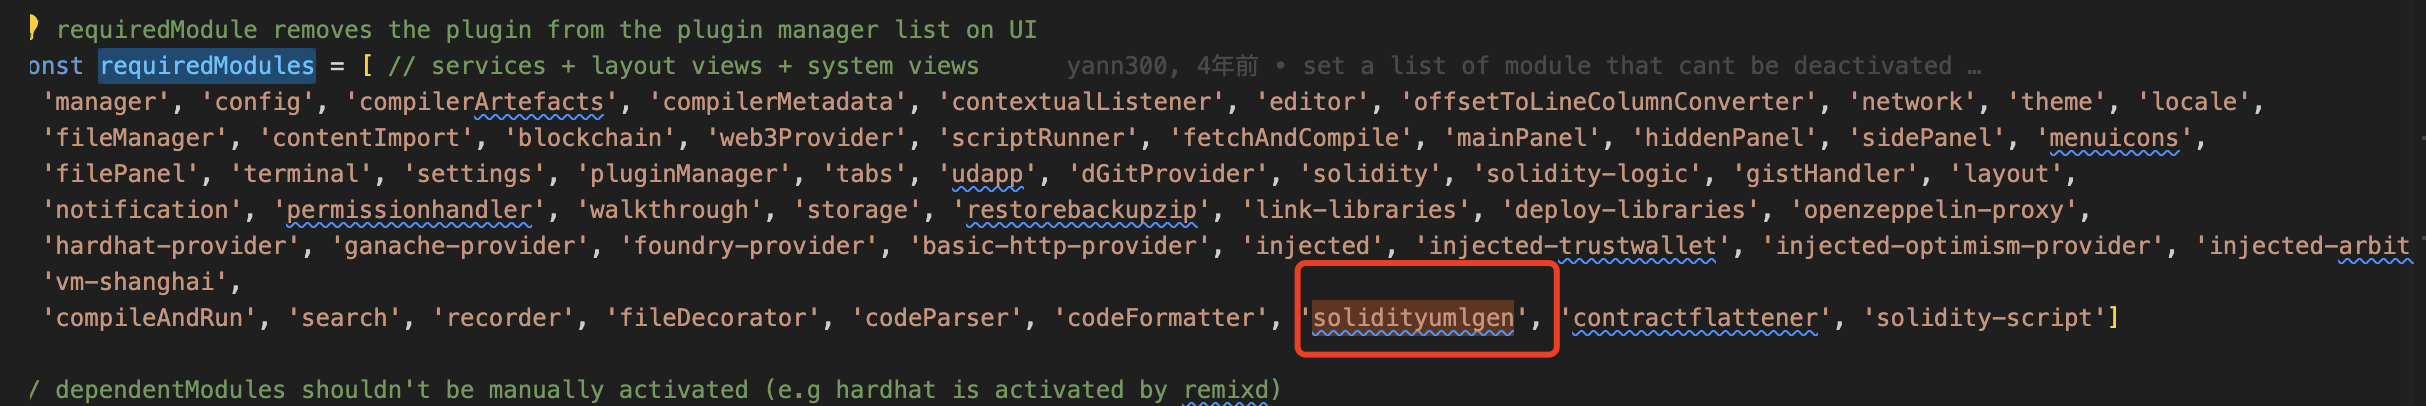 requiredModule removes the plugin from the plugin manager list on UI
onst requiredModules = [ // services + layout views + system views yann300, 4年前 • set a list of module that cant be deactivated …
'manager', 'config', 'compilerArtefacts', 'compilerMetadata', 'contextualListener', 'editor', 'offsetToLineColumnConverter', 'network', 'theme', 'locale',
'fileManager', 'contentImport', 'blockchain', 'web3Provider', 'scriptRunner', 'fetchAndCompile', 'mainPanel', 'hiddenPanel', 'sidePanel', 'menuicons',
'filePanel', 'terminal', 'settings', 'pluginManager', 'tabs', 'udapp', 'dGitProvider', 'solidity', 'solidity-logic', 'gistHandler', 'layout',
'notification', 'permissionhandler', 'walkthrough', 'storage', 'restorebackupzip', 'link-libraries', 'deploy-libraries', 'openzeppelin-proxy',
'hardhat-provider', 'ganache-provider', 'foundry-provider', 'basic-http-provider', 'injected', 'injected-trustwallet', 'injected-optimism-provider', 'injected-arbit
'vm-shanghai',
'compileAndRun', 'search', 'recorder', 'fileDecorator', 'codeParser', 'codeFormatter', 'solidityumlgen', 'contractflattener', 'solidity-script']
/ dependentModules shouldn't be manually activated (e.g hardhat is activated by remixd)